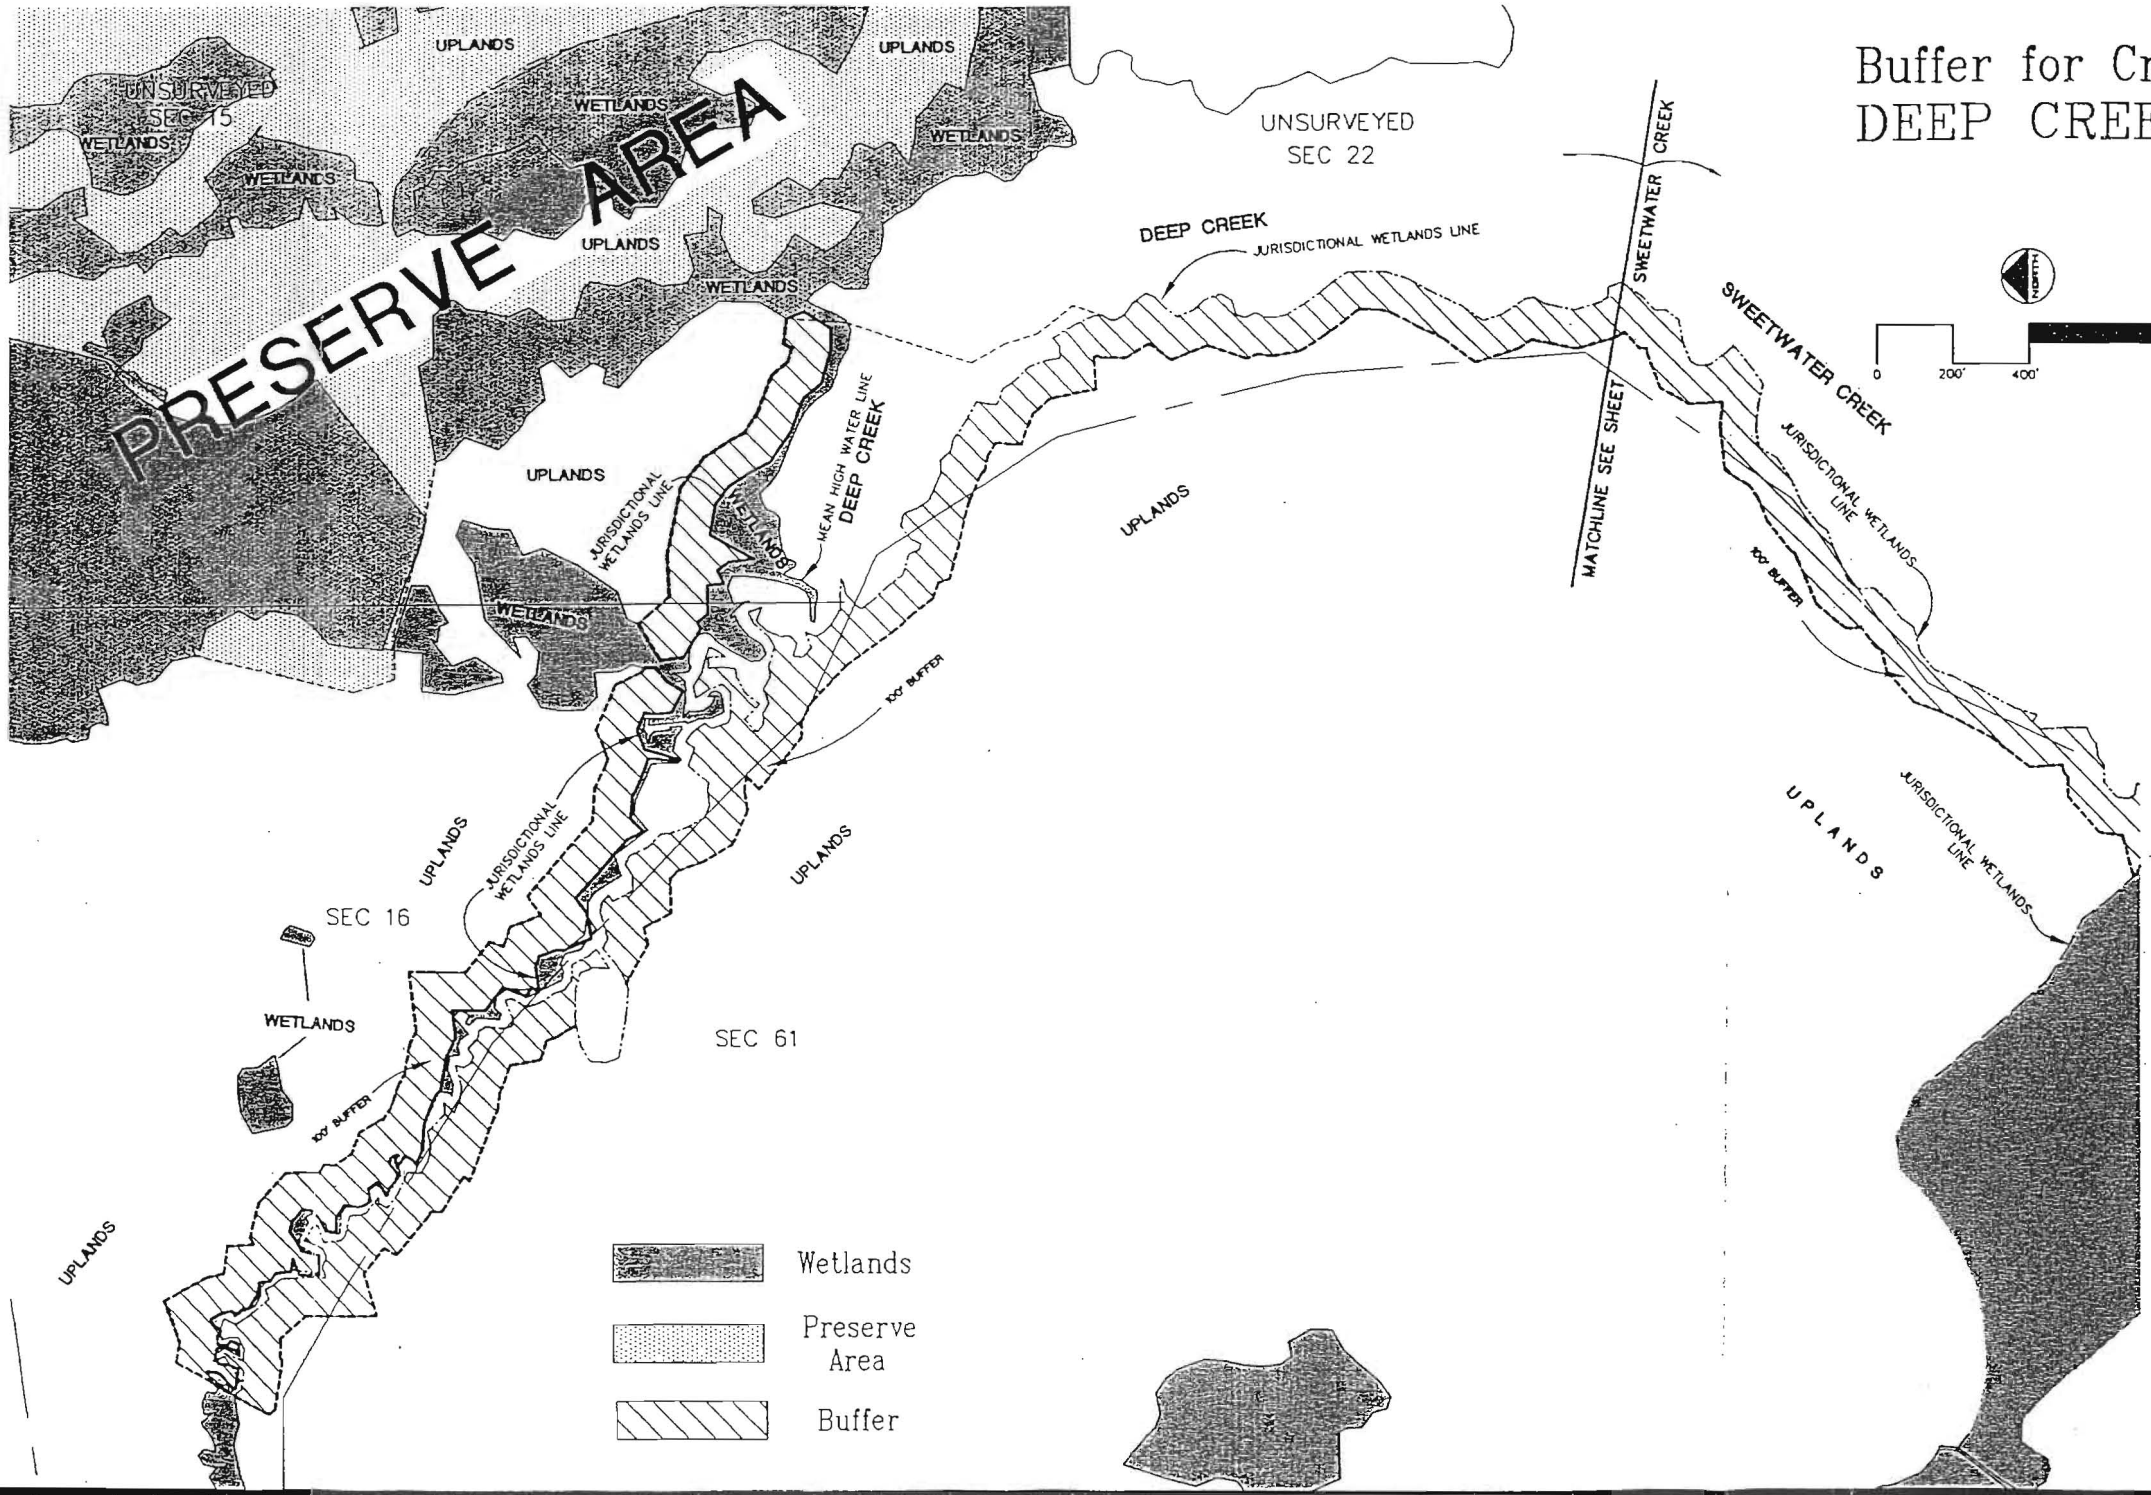 Buffer for Cr
DEEP CREE
UPLANDS
UPLANDS
UNSURVEYED
SEC 15
WETLANDS
WETLANDS
WETLANDS
WETLANDS
PRESERVE AREA
UPLANDS
WETLANDS
UNSURVEYED
SEC 22
DEEP CREEK
JURISDICTIONAL WETLANDS LINE
SWEETWATER CREEK
MATCHLINE SEE SHEET
NORTH
0
200'
400'
SWEETWATER CREEK
JURISDICTIONAL WETLANDS
LINE
100' BUFFER
UPLANDS
JURISDICTIONAL
WETLANDS LINE
WETLANDS
MEAN HIGH WATER LINE
DEEP CREEK
UPLANDS
WETLANDS
100' BUFFER
UPLANDS
JURISDICTIONAL WETLANDS
LINE
UPLANDS
JURISDICTIONAL
WETLANDS LINE
UPLANDS
SEC 16
WETLANDS
SEC 61
100' BUFFER
UPLANDS
Wetlands
Preserve
Area
Buffer